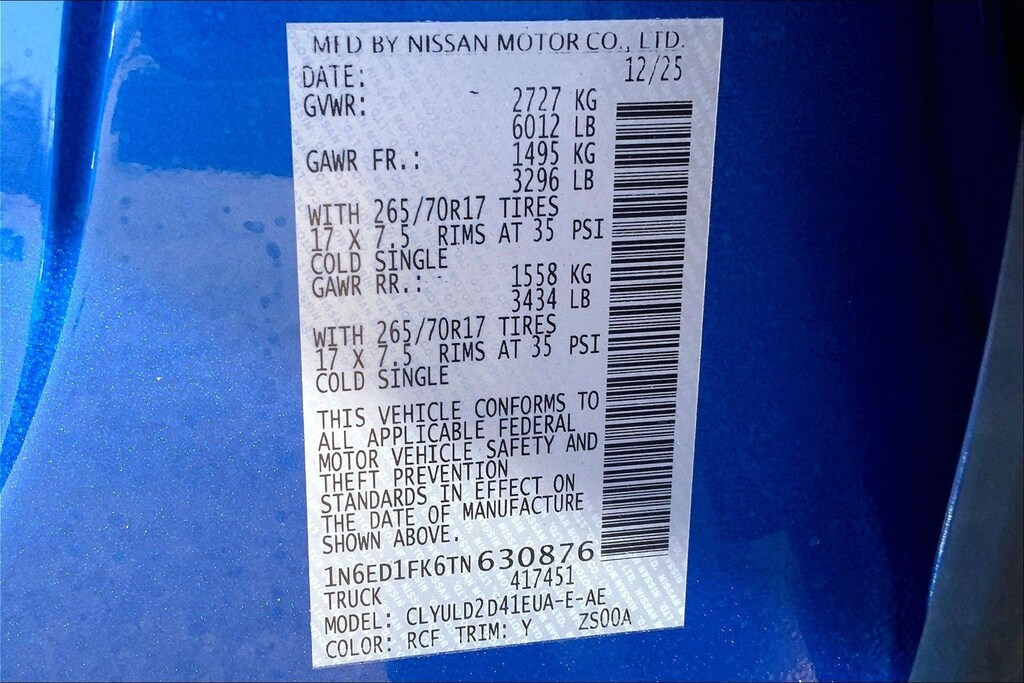 MFD BY NISSAN MOTOR CO., LTD.
DATE: 12/25
GVWR: 2727 KG
6012 LB
GAWR FR.: 1495 KG
3296 LB
WITH 265/70R17 TIRES
17 X 7.5 RIMS AT 35 PSI
COLD SINGLE
GAWR RR.: 1558 KG
3434 LB
WITH 265/70R17 TIRES
17 X 7.5 RIMS AT 35 PSI
COLD SINGLE
THIS VEHICLE CONFORMS TO
ALL APPLICABLE FEDERAL
MOTOR VEHICLE SAFETY AND
THEFT PREVENTION
STANDARDS IN EFFECT ON
THE DATE OF MANUFACTURE
SHOWN ABOVE.
1N6ED1FK6TN630876
TRUCK 417451
MODEL: CLYULD2D41EUA-E-AE
COLOR: RCF TRIM: Y ZS00A